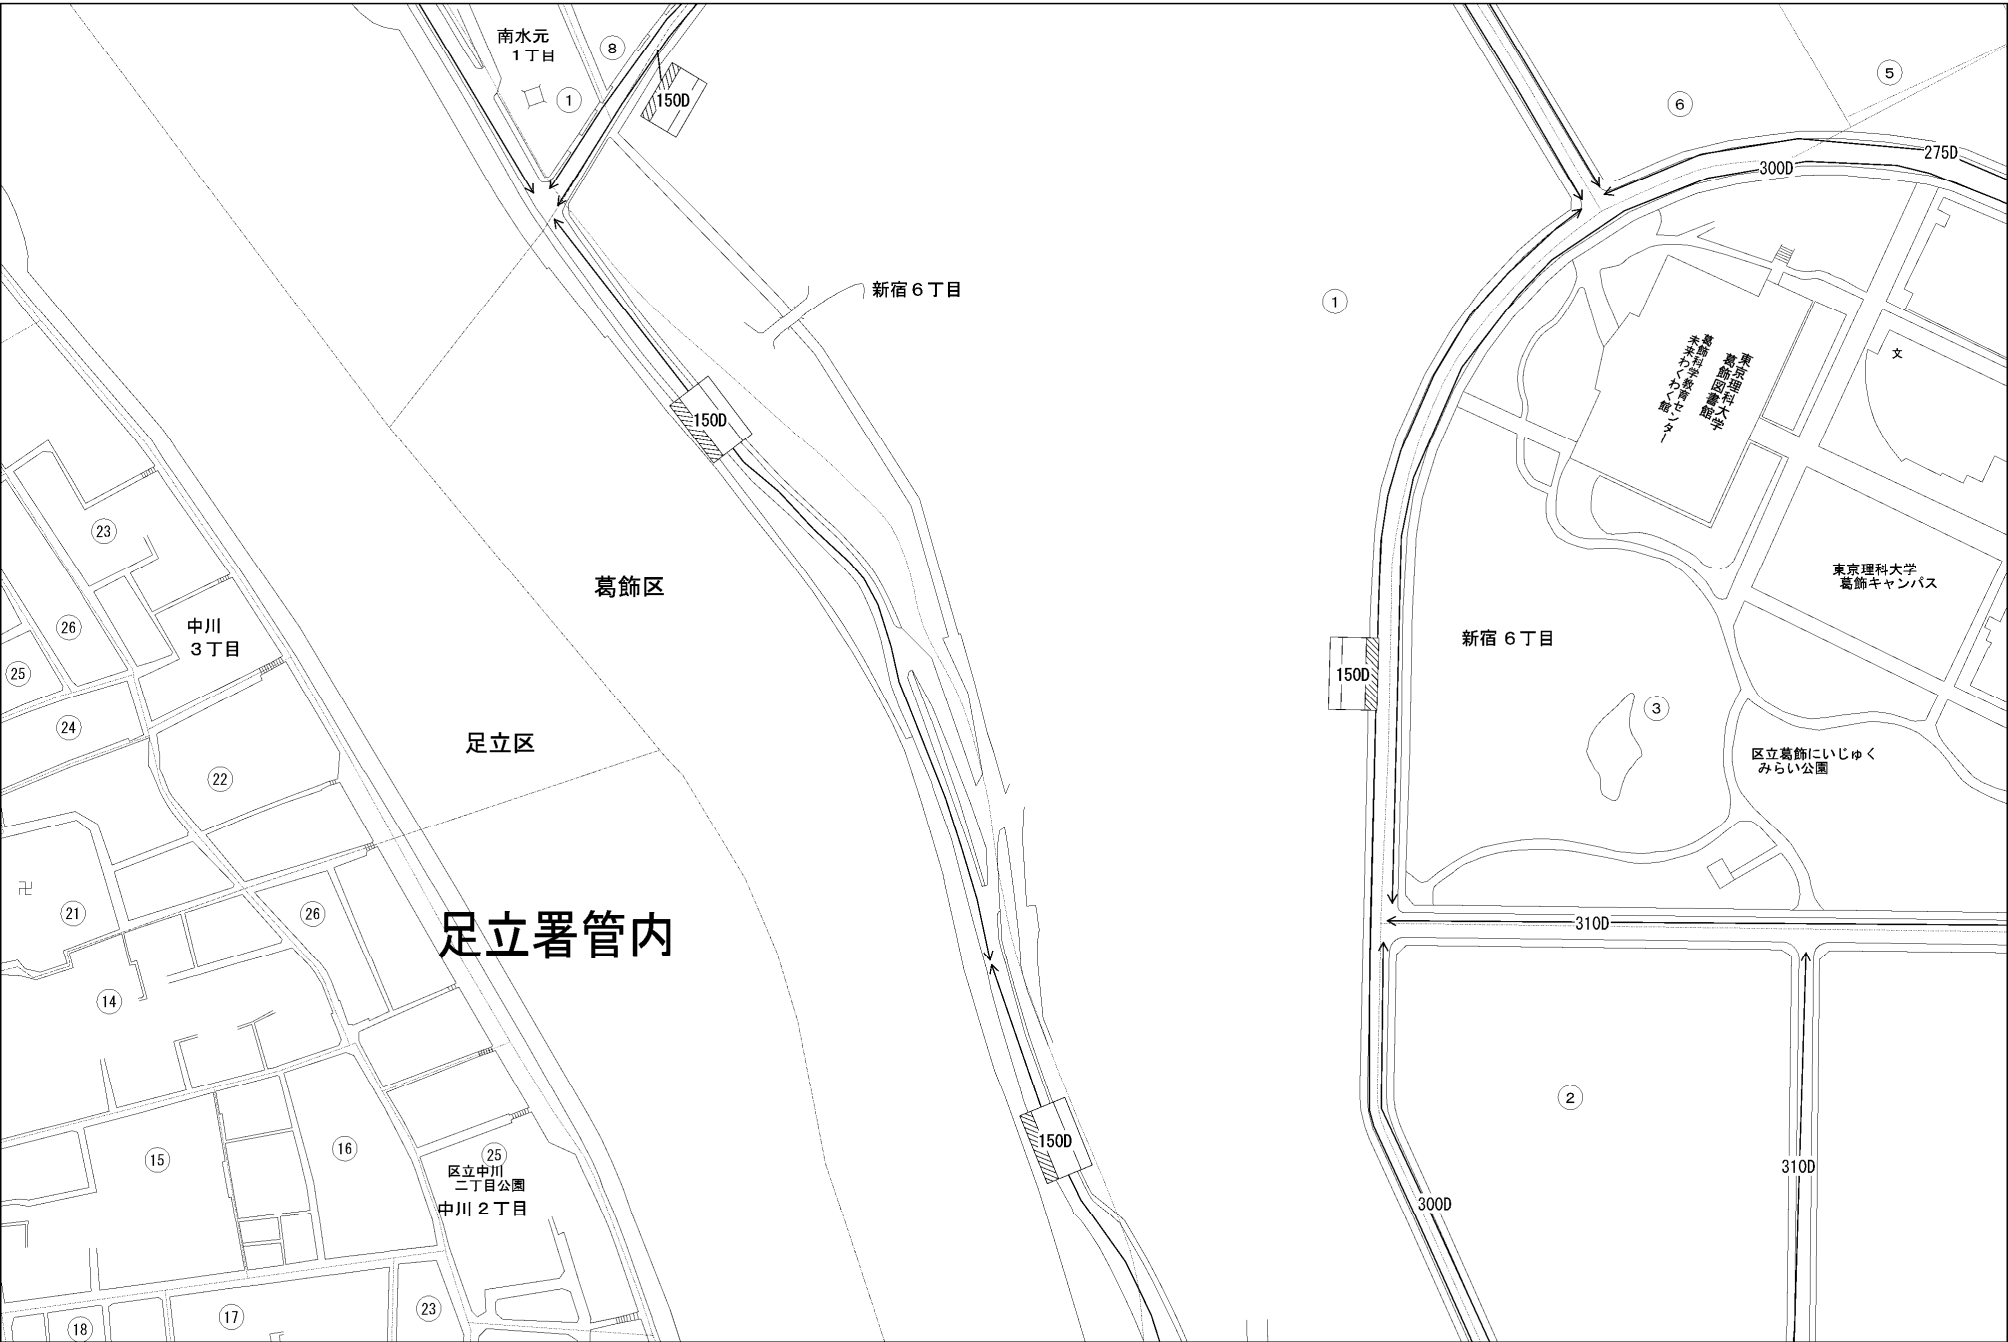 南水元
１丁目
⑧
①
150D
⑤
⑥
275D
300D
新宿６丁目
①
東京理科大学
葛飾図書館
葛飾科学教育センター
未来わくわく館
文
150D
㉓
東京理科大学
葛飾キャンパス
葛飾区
㉖
中川
３丁目
新宿６丁目
㉕
150D
③
㉔
足立区
区立葛飾にいじゅく
みらい公園
㉒
卍
㉑
㉖
310D
足立署管内
⑭
②
150D
⑯
⑮
㉕
区立中川
二丁目公園
310D
中川２丁目
300D
㉓
⑰
⑱